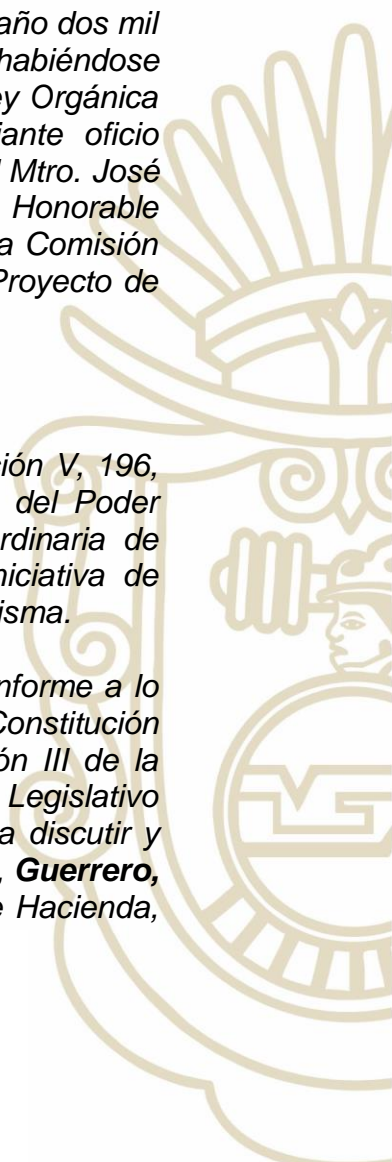 año dos mil
habiéndose
ey Orgánica
iante oficio
l Mtro. José
Honorable
a Comisión
Proyecto de
ción V, 196,
del Poder
rdinaria de
niciativa de
isma.
nforme a lo
Constitución
ón III de la
Legislativo
a discutir y
, Guerrero,
e Hacienda,